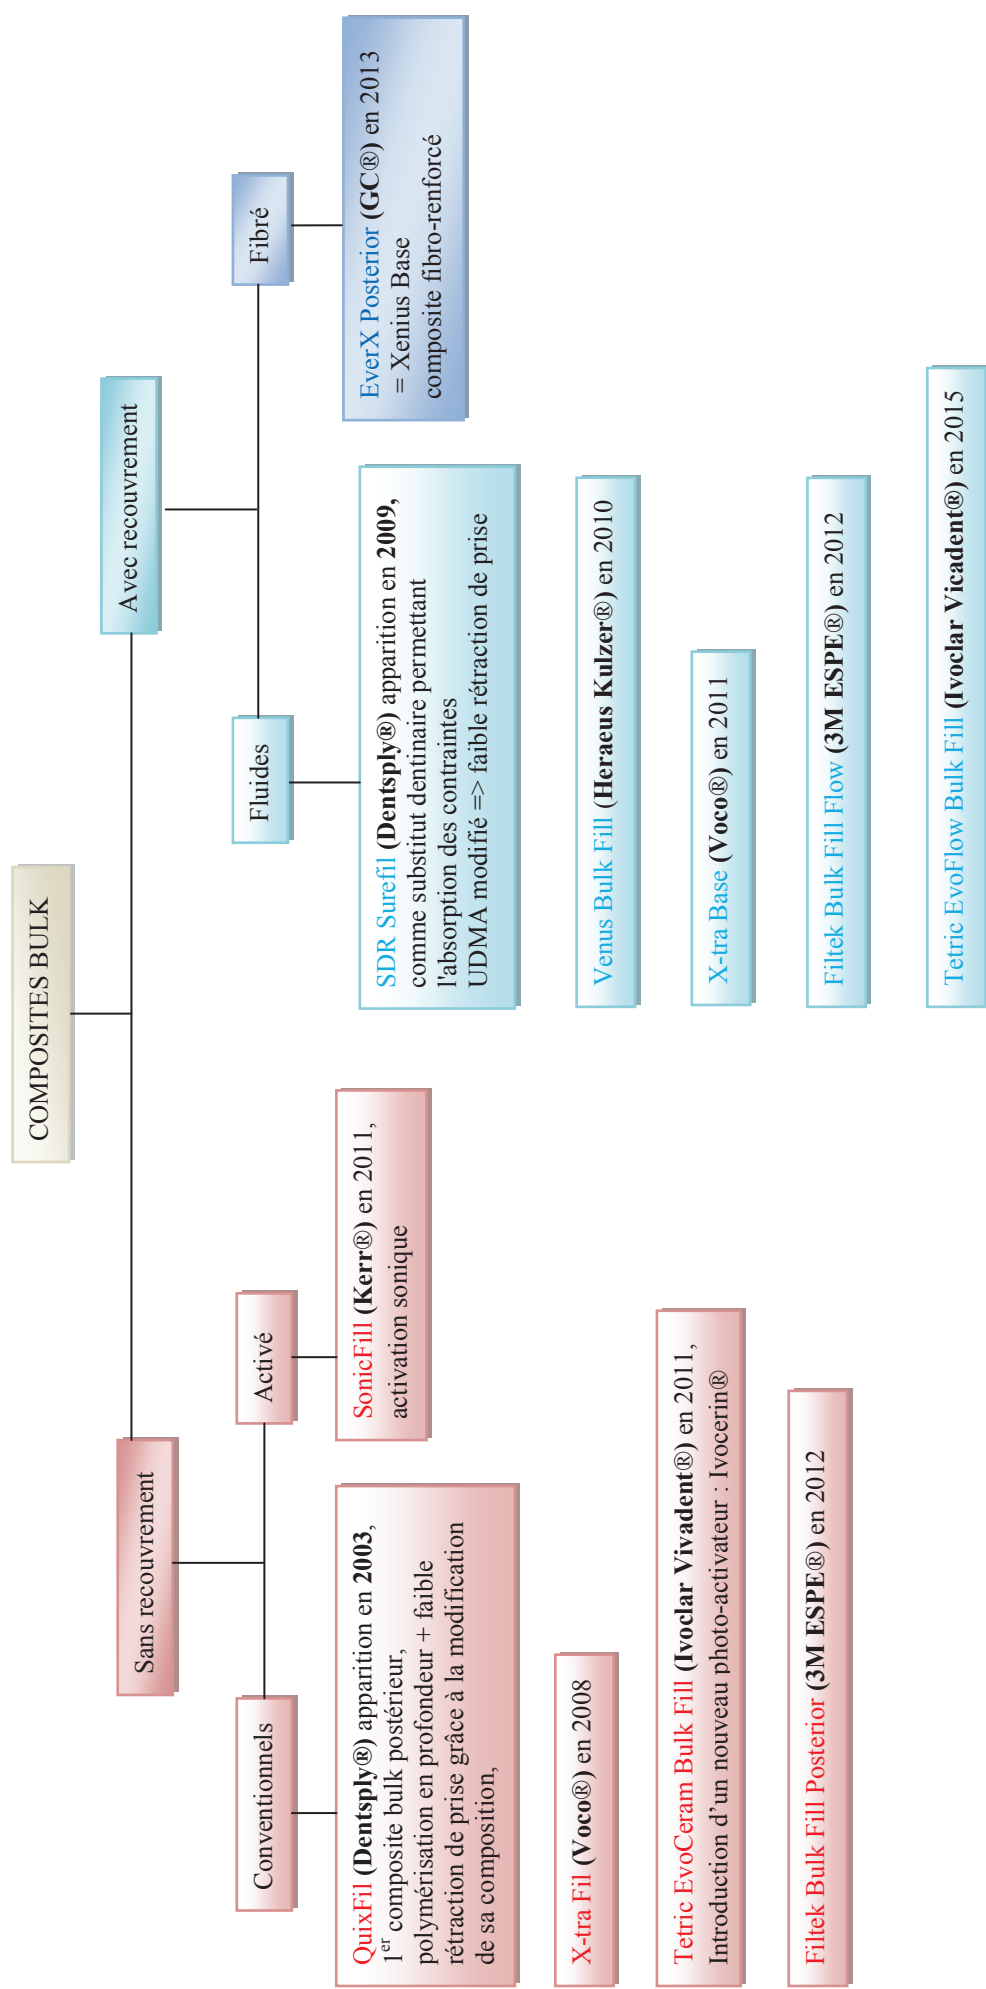 COMPOSITES BULK
Sans recouvrement
Avec recouvrement
Conventionnels
Activé
Fluides
Fibré
QuixFil (Dentsply®) apparition en 2003,
1er composite bulk postérieur,
polymérisation en profondeur + faible
rétraction de prise grâce à la modification
de sa composition,
X-tra Fil (Voco®) en 2008
Tetric EvoCeram Bulk Fill (Ivoclar Vivadent®) en 2011,
Introduction d'un nouveau photo-activateur : Ivocerin®
Filtek Bulk Fill Posterior (3M ESPE®) en 2012
SonicFill (Kerr®) en 2011,
activation sonique
SDR Surefil (Dentsply®) apparition en 2009,
comme substitut dentinaire permettant
l'absorption des contraintes
UDMA modifié => faible rétraction de prise
Venus Bulk Fill (Heraeus Kulzer®) en 2010
X-tra Base (Voco®) en 2011
Filtek Bulk Fill Flow (3M ESPE®) en 2012
Tetric EvoFlow Bulk Fill (Ivoclar Vicadent®) en 2015
EverX Posterior (GC®) en 2013
= Xenius Base
composite fibro-renforcé